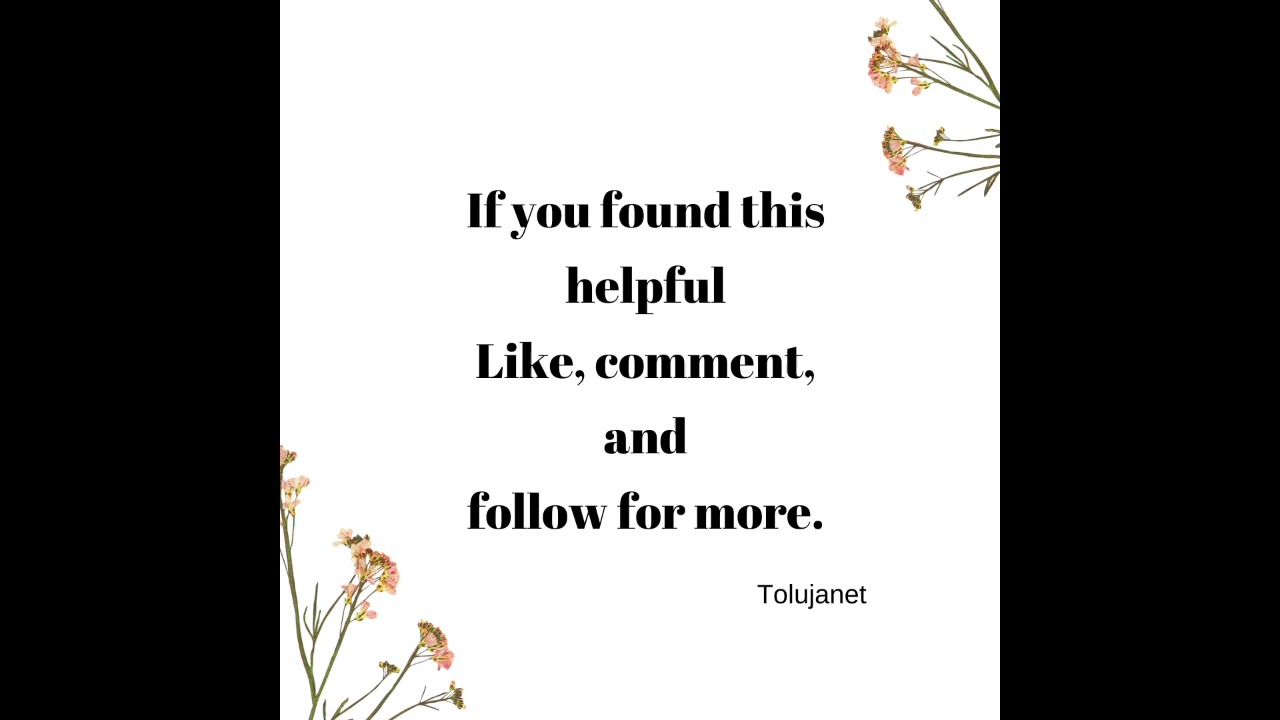 If you found this
helpful
Like, comment,
and
follow for more.
Tolujanet